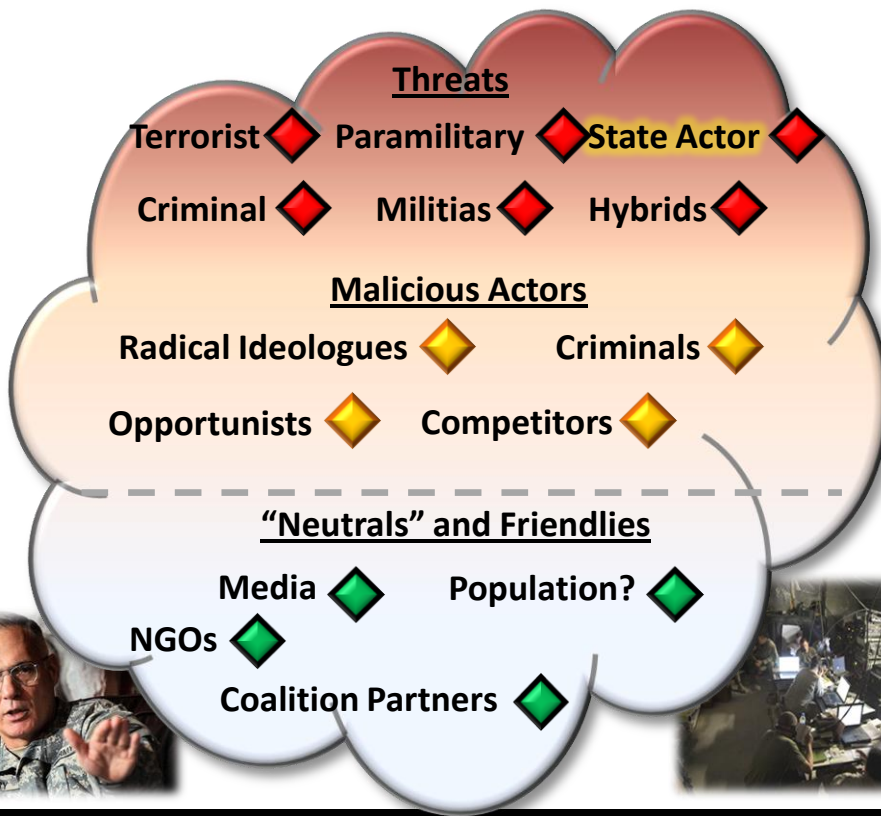 Threats
Terrorist Paramilitary State Actor
Criminal Militias Hybrids
Malicious Actors
Radical Ideologues Criminals
Opportunists Competitors
“Neutrals” and Friendlies
Media Population?
NGOs
Coalition Partners